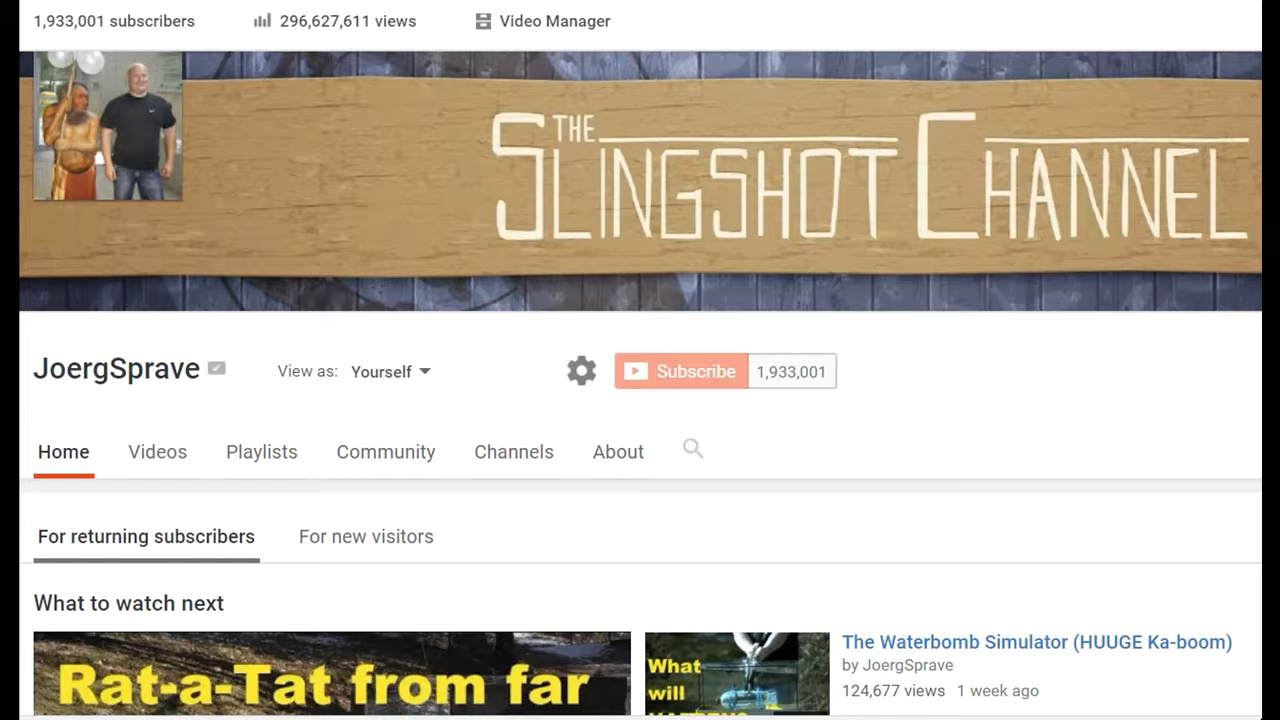 1,933,001 subscribers 296,627,611 views Video Manager
THE
SLINGSHOT CHANNEL
JoergSprave View as: Yourself Subscribe 1,933,001
Home Videos Playlists Community Channels About
For returning subscribers For new visitors
What to watch next
Rat-a-Tat from far
What
will
HAPPEN?
The Waterbomb Simulator (HUUGE Ka-boom)
by JoergSprave
124,677 views 1 week ago